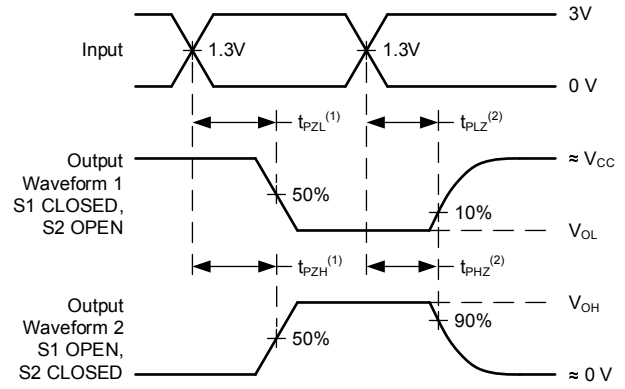 3V
Input
1.3V
1.3V
0 V
tPZL(1)
tPLZ(2)
Output
Waveform 1
S1 CLOSED,
S2 OPEN
≈ VCC
50%
10%
VOL
tPZH(1)
tPHZ(2)
Output
Waveform 2
S1 OPEN,
S2 CLOSED
VOH
90%
50%
≈ 0 V